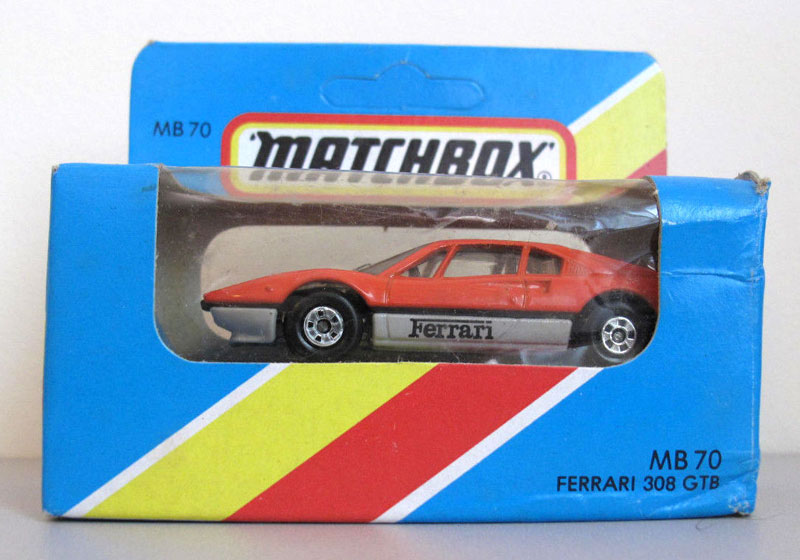 MB 70
"MATCHBOX"
®
Ferrari
MB 70
FERRARI 308 GTB